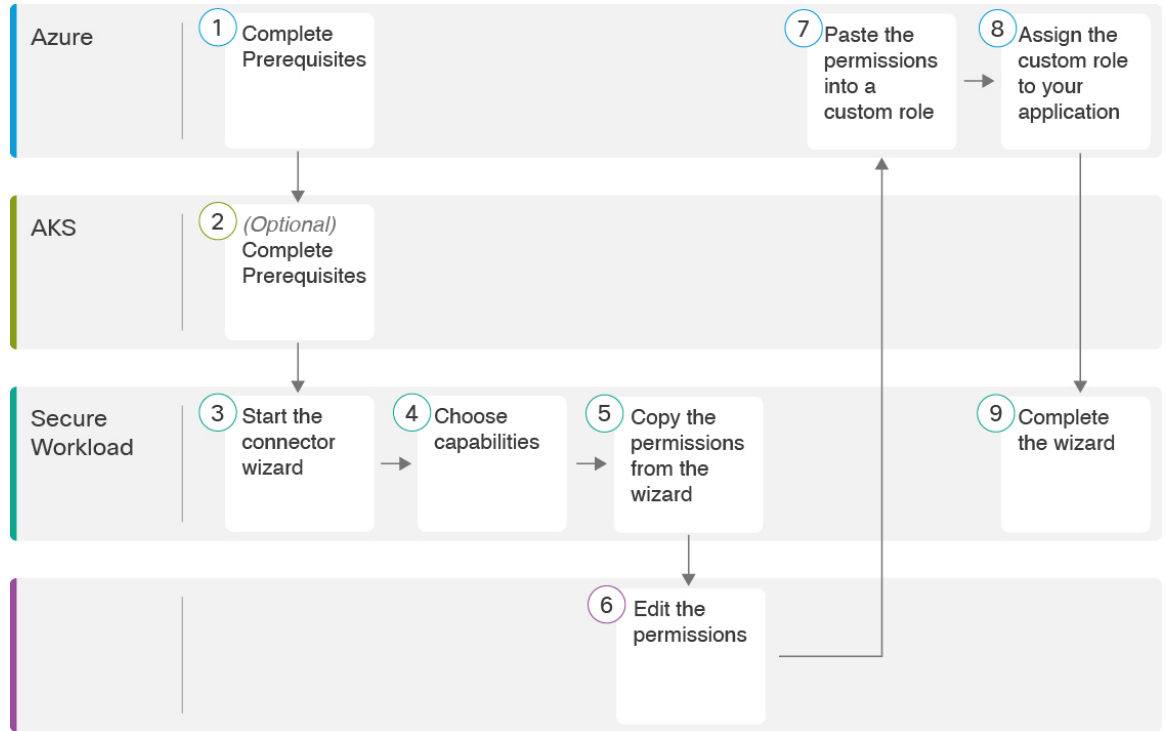 Azure
1
Complete
Prerequisites
7
Paste the
permissions
into a
custom role
8
Assign the
custom role
to your
application
AKS
2
(Optional)
Complete
Prerequisites
Secure
Workload
3
Start the
connector
wizard
4
Choose
capabilities
5
Copy the
permissions
from the
wizard
9
Complete
the wizard
6
Edit the
permissions